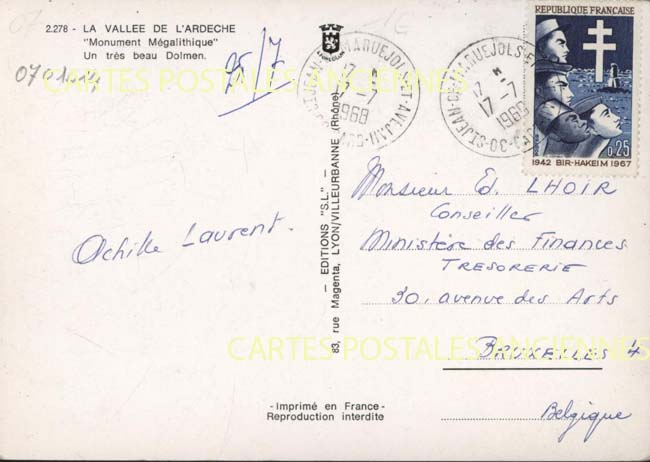 2.278 - LA VALLEE DE L'ARDECHE
"Monument Mégalithique"
Un très beau Dolmen.
25/7
CARTES POSTALES ANCIENNES
REPUBLIQUE FRANCAISE
0,25
1942 BIR-HAKEIM 1967
17-7
1968
17-7
1968
Achille Laurent.
83, rue Magenta, LYON/VILLEURBANNE (Rhône)
— EDITIONS "S.L." —
Monsieur Ed. LHOIR
Conseiller
Ministère des Finances
TRESORERIE
30, avenue des Arts
BRUXELLES 4
Belgique
CARTES POSTALES ANCIENNES
- Imprimé en France -
Reproduction interdite